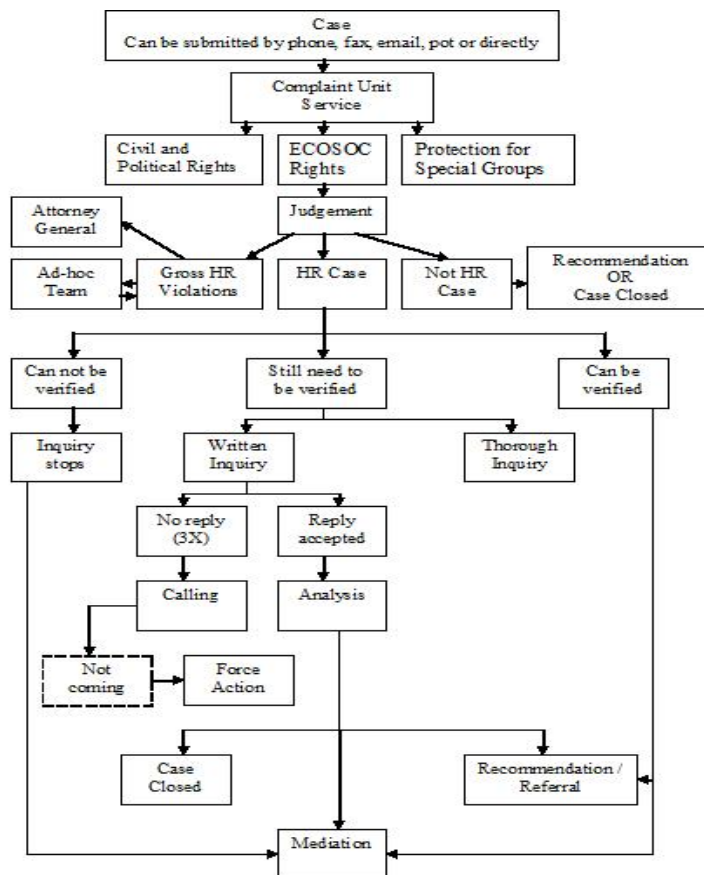 Case
Can be submitted by phone, fax, email, pot or directly
Complaint Unit
Service
Civil and
Political Rights
ECOSOC
Rights
Protection for
Special Groups
Attorney
General
Judgement
Ad-hoc
Team
Gross HR
Violations
HR Case
Not HR
Case
Recommendation
OR
Case Closed
Can not be
verified
Still need to
be verified
Can be
verified
Inquiry
stops
Written
Inquiry
Thorough
Inquiry
No reply
(3X)
Reply
accepted
Calling
Analysis
Not
coming
Force
Action
Case
Closed
Recommendation /
Referral
Mediation